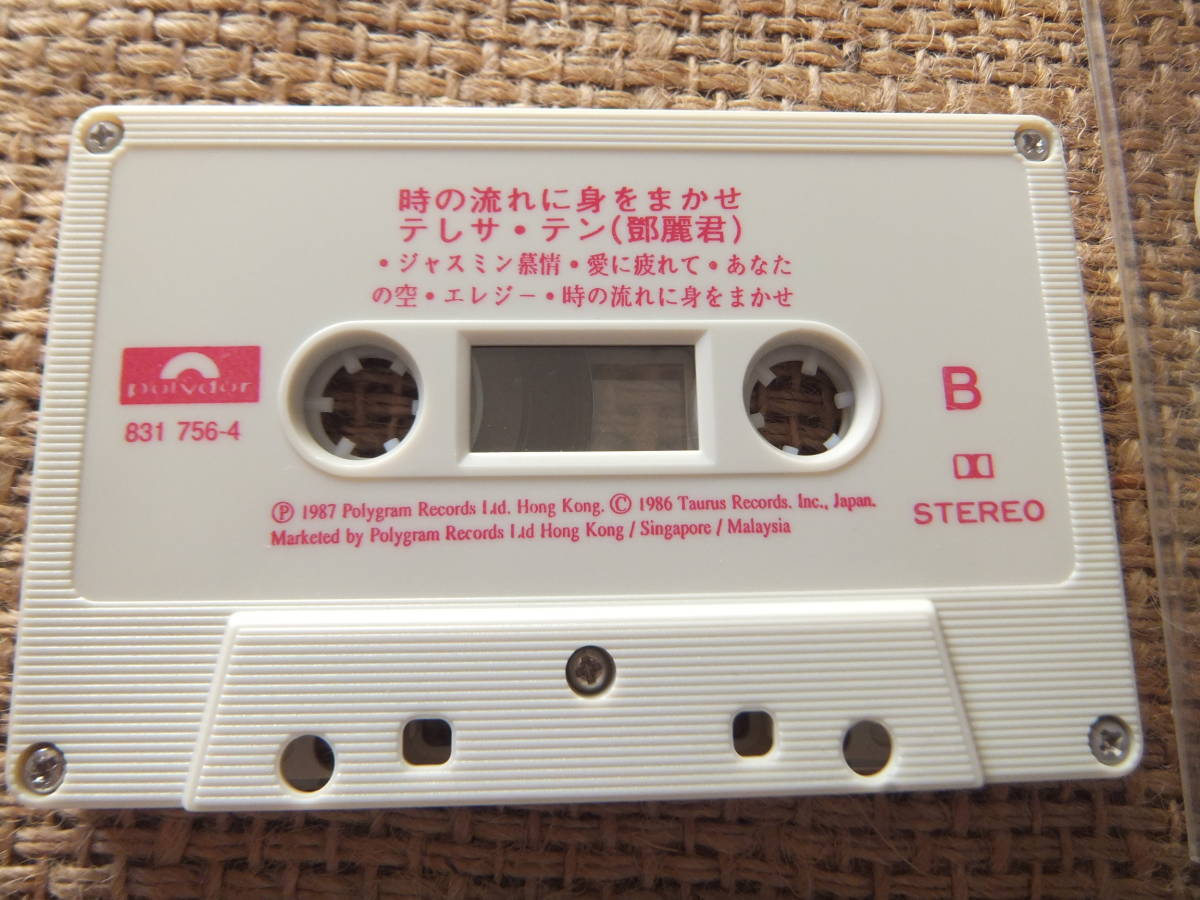 時の流れに身をまかせ
テしサ・テン(鄧麗君)
・ジャスミン慕情・愛に疲れて・あなた
の空・エレジー・時の流れに身をまかせ
polydor
831 756-4
B
STEREO
Ⓟ 1987 Polygram Records Ltd. Hong Kong. © 1986 Taurus Records. Inc., Japan.
Marketed by Polygram Records Ltd Hong Kong / Singapore / Malaysia